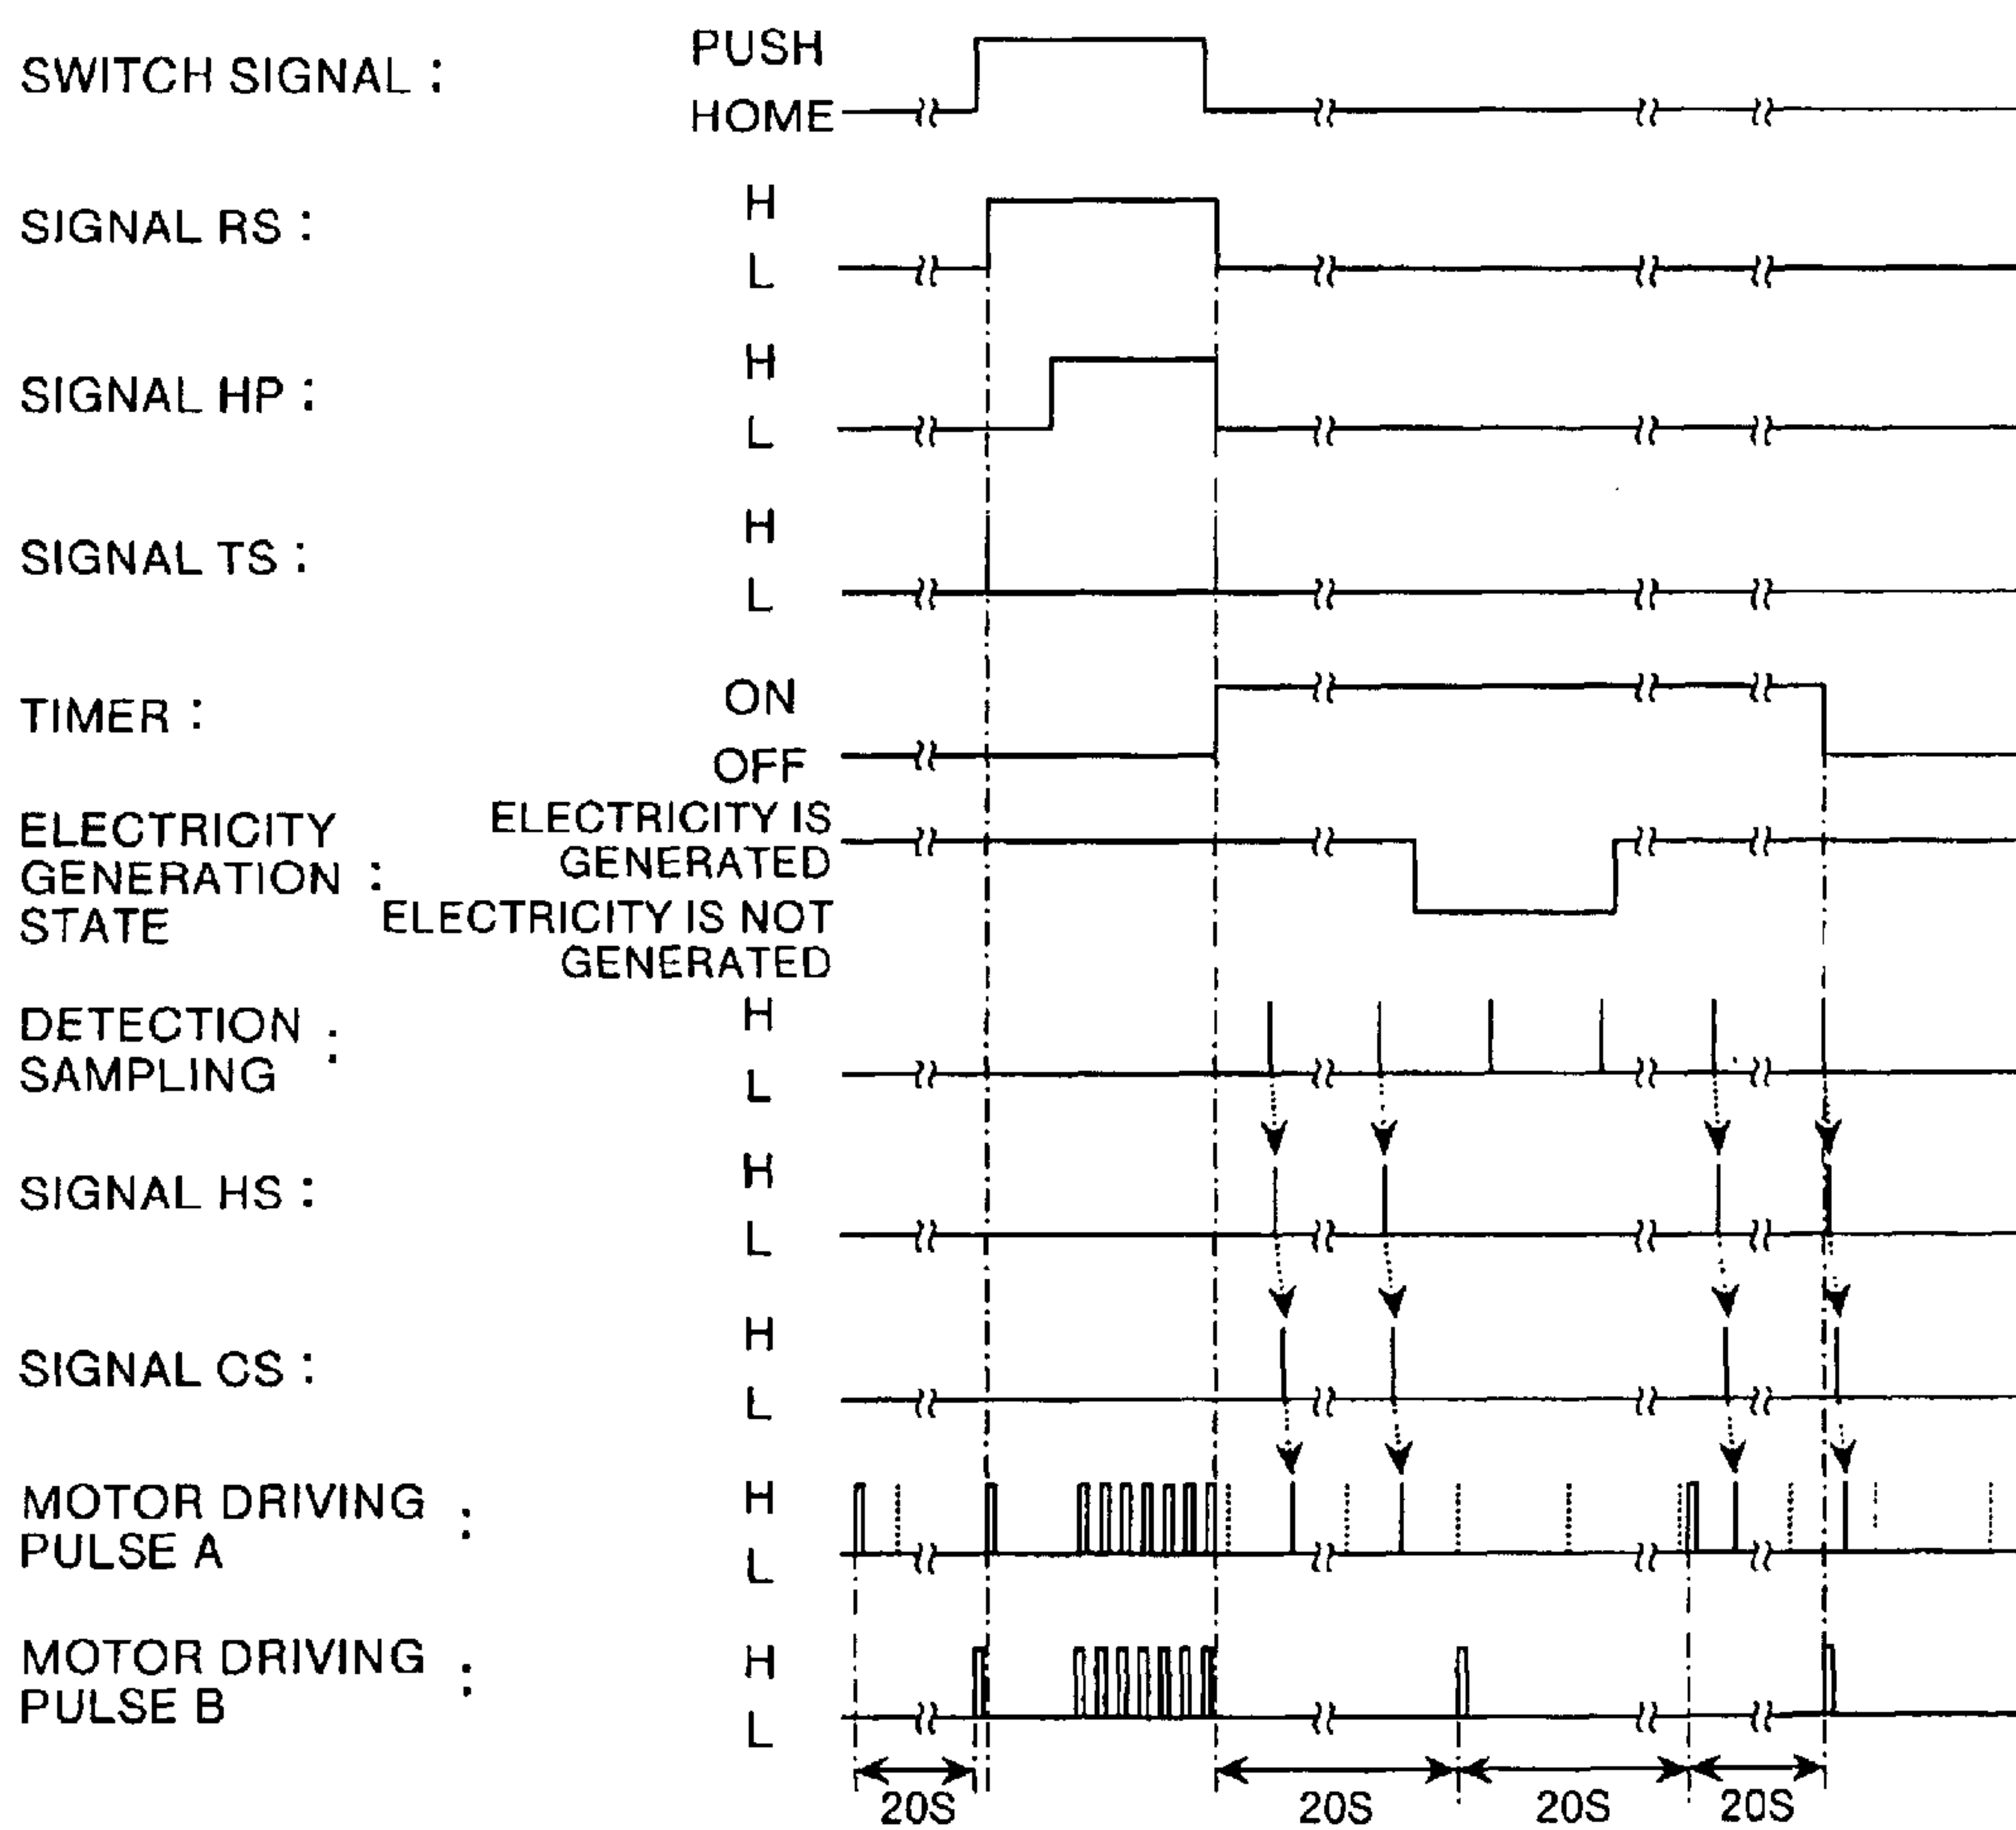 SWITCH SIGNAL :
PUSH
HOME
SIGNAL RS :
H
L
SIGNAL HP :
H
L
SIGNAL TS :
H
L
TIMER :
ON
OFF
ELECTRICITY
GENERATION :
STATE
ELECTRICITY IS
GENERATED
ELECTRICITY IS NOT
GENERATED
DETECTION :
SAMPLING
H
L
SIGNAL HS :
H
L
SIGNAL CS :
H
L
MOTOR DRIVING :
PULSE A
H
L
MOTOR DRIVING :
PULSE B
H
L
20S
20S
20S
20S